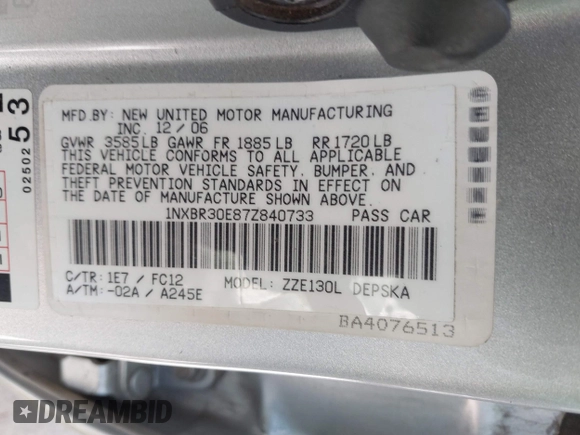 MFD. BY: NEW UNITED MOTOR MANUFACTURING
INC. 12 / 06
GVWR 3585LB GAWR FR 1885LB RR 1720LB
THIS VEHICLE CONFORMS TO ALL APPLICABLE
FEDERAL MOTOR VEHICLE SAFETY, BUMPER, AND
THEFT PREVENTION STANDARDS IN EFFECT ON
THE DATE OF MANUFACTURE SHOWN ABOVE.
1NXBR30E87Z840733 PASS CAR
C/TR: 1E7 / FC12 MODEL: ZZE130L DEPSKA
A/TM: -02A / A245E
BA4076513
02502
53
DREAMBID